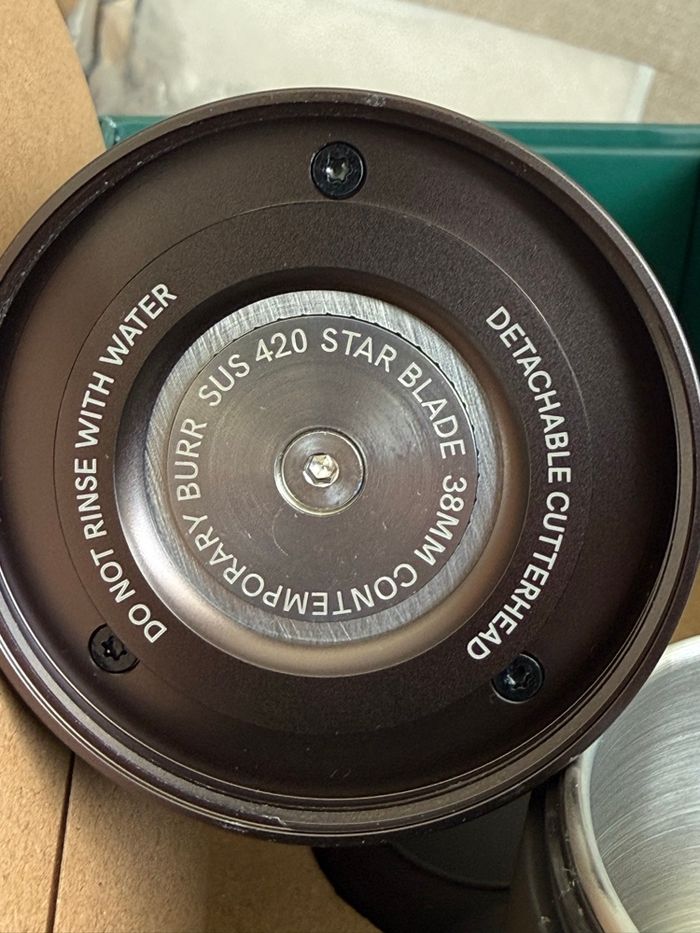 DO NOT RINSE WITH WATER
DETACHABLE CUTTERHEAD
SUS 420 STAR BLADE 38MM CONTEMPORARY BURR